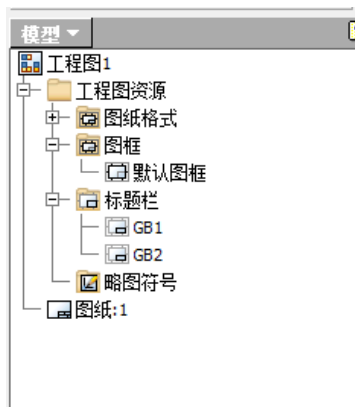 模型
工程图1
工程图资源
图纸格式
图框
默认图框
标题栏
GB1
GB2
略图符号
图纸:1